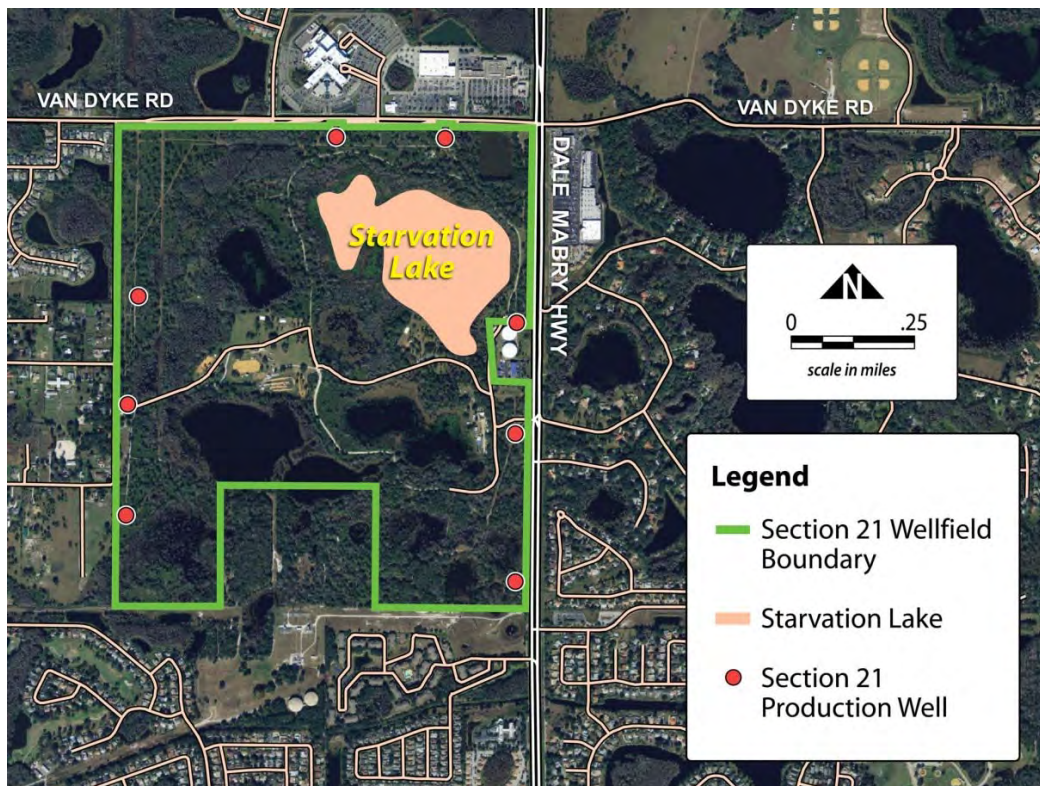 VAN DYKE RD
VAN DYKE RD
DALE MABRY HWY
Starvation
Lake
N
0 .25
scale in miles
Legend
Section 21 Wellfield
Boundary
Starvation Lake
Section 21
Production Well